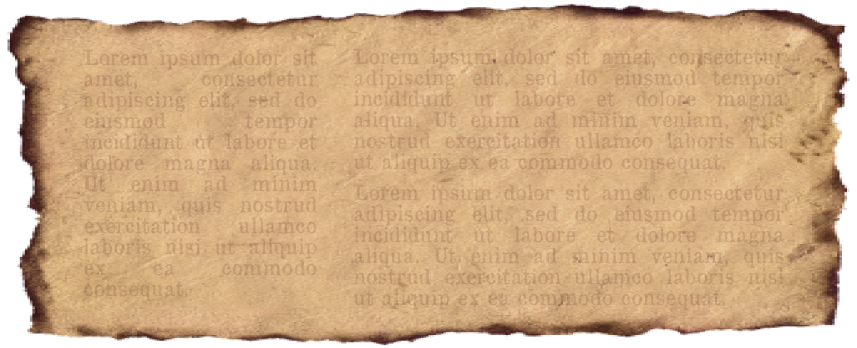 Lorem ipsum dolor sit
amet, consectetur
adipiscing elit, sed do
eiusmod tempor
incididunt ut labore et
dolore magna aliqua.
Ut enim ad minim
veniam, quis nostrud
exercitation ullamco
laboris nisi ut aliquip
ex ea commodo
consequat.
Lorem ipsum dolor sit amet, consectetur
adipiscing elit, sed do eiusmod tempor
incididunt ut labore et dolore magna
aliqua. Ut enim ad minim veniam, quis
nostrud exercitation ullamco laboris nisi
ut aliquip ex ea commodo consequat.
Lorem ipsum dolor sit amet, consectetur
adipiscing elit, sed do eiusmod tempor
incididunt ut labore et dolore magna
aliqua. Ut enim ad minim veniam, quis
nostrud exercitation ullamco laboris nisi
ut aliquip ex ea commodo consequat.